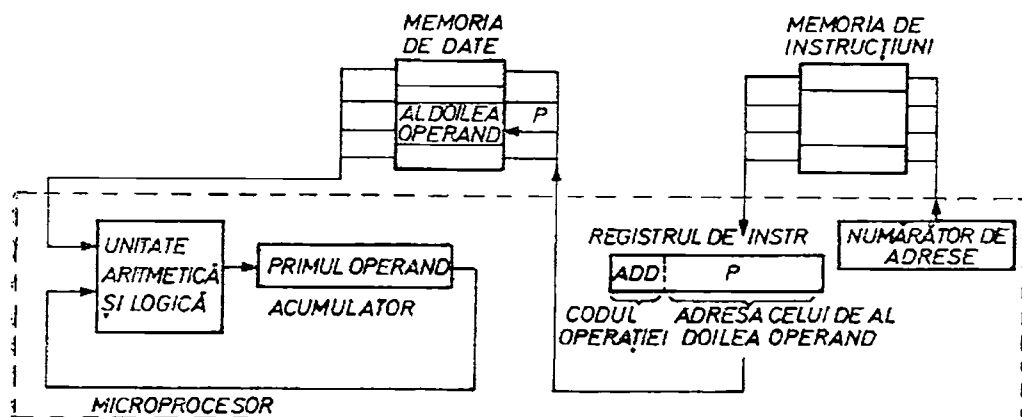 MEMORIA
DE DATE
MEMORIA DE
INSTRUCȚIUNI
AL DOILEA
OPERAND
P
UNITATE
ARITMETICĂ
ȘI LOGICĂ
PRIMUL OPERAND
ACUMULATOR
REGISTRUL DE INSTR
ADD P
CODUL
OPERAȚIEI
ADRESA CELUI DE AL
DOILEA OPERAND
NUMĂRĂTOR DE
ADRESE
MICROPROCESOR